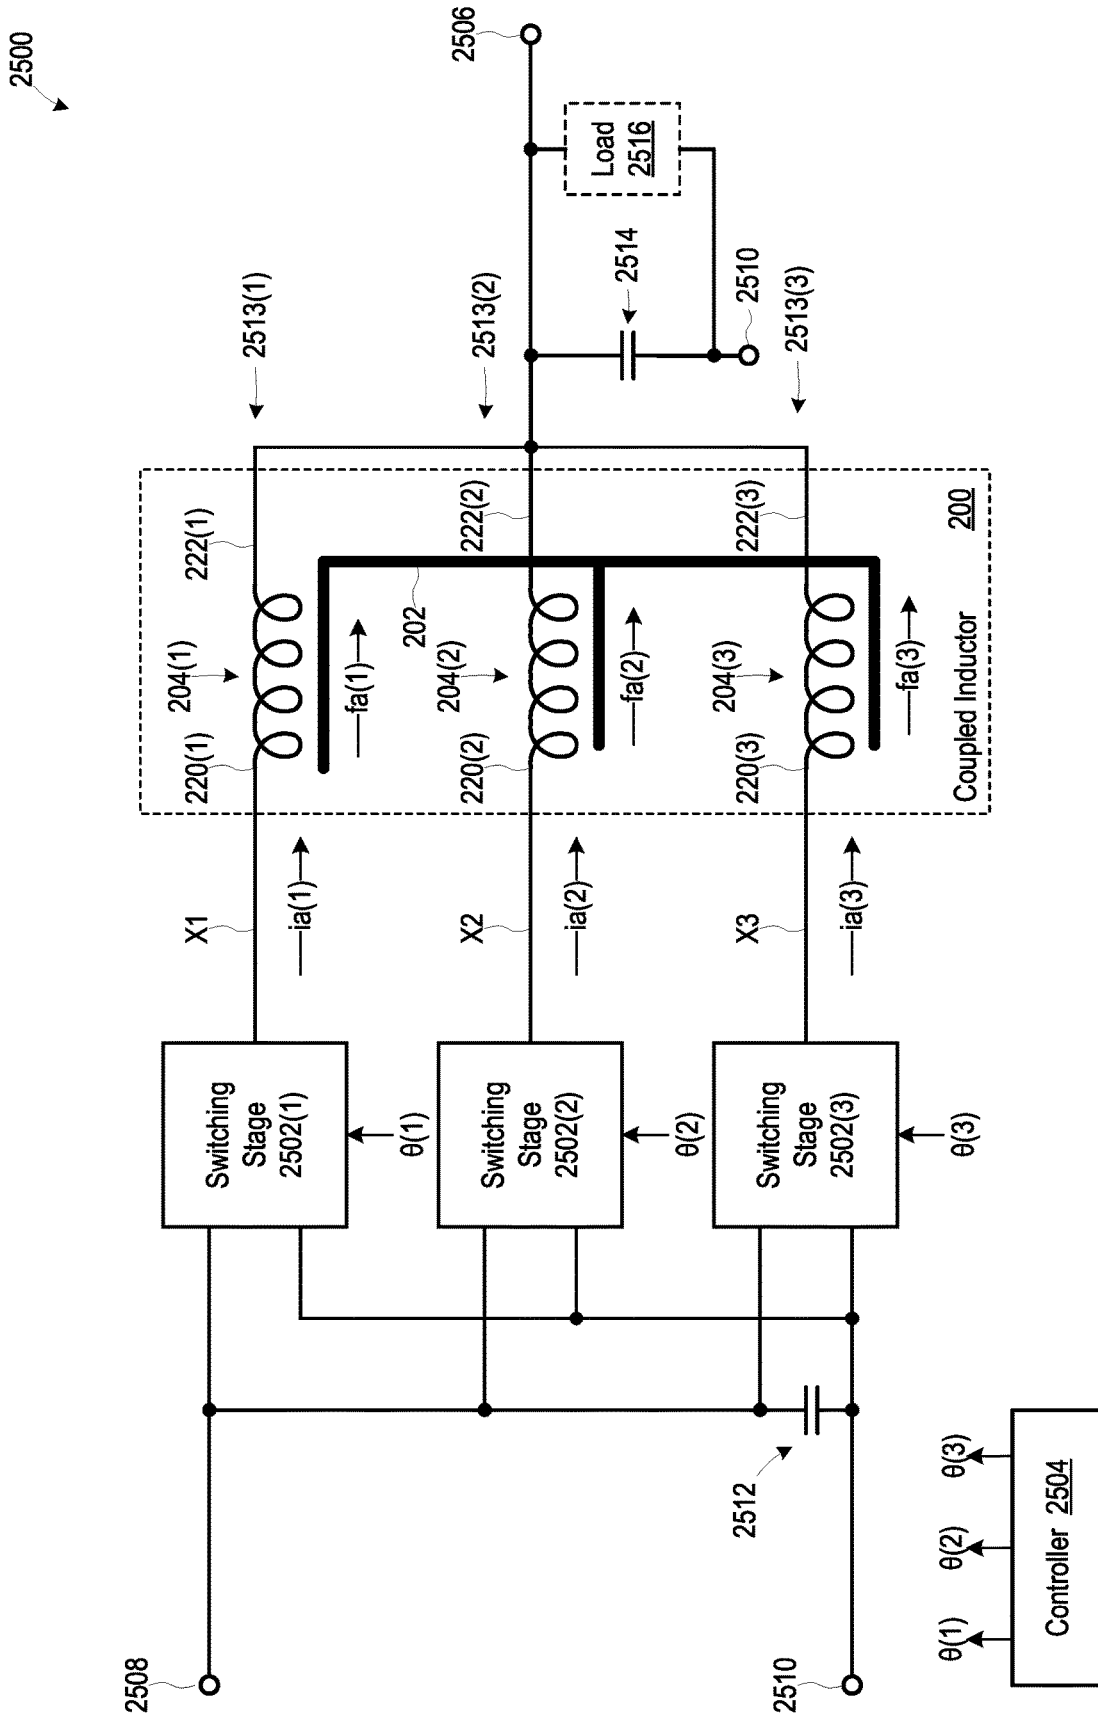 2500
2508
2510
2512
Controller 2504
θ(1)
θ(2)
θ(3)
Switching
Stage
2502(1)
θ(1)
Switching
Stage
2502(2)
θ(2)
Switching
Stage
2502(3)
θ(3)
X1
ia(1)
X2
ia(2)
X3
ia(3)
220(1)
204(1)
222(1)
fa(1)
202
220(2)
204(2)
222(2)
fa(2)
220(3)
204(3)
222(3)
fa(3)
Coupled Inductor
200
2513(1)
2513(2)
2513(3)
2514
2510
Load
2516
2506